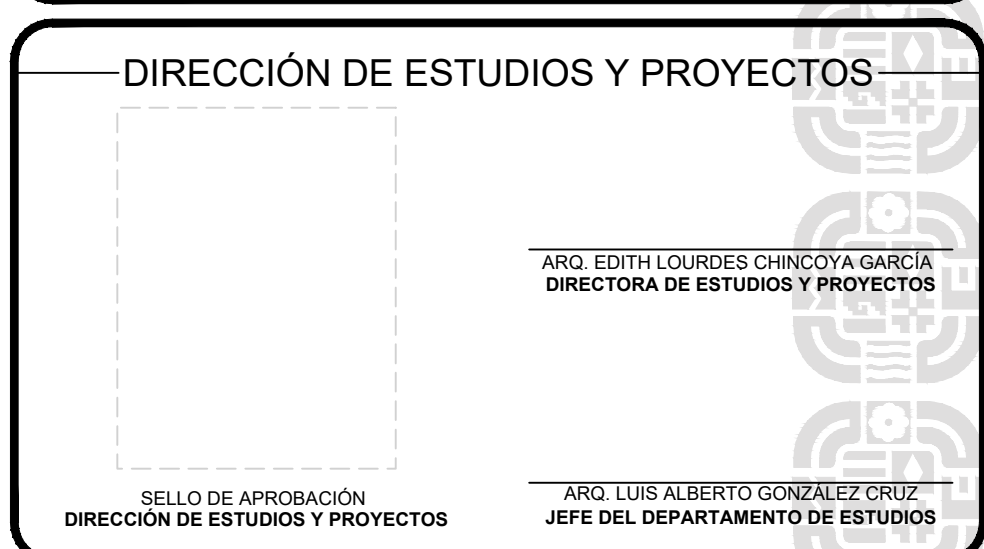 DIRECCIÓN DE ESTUDIOS Y PROYECTOS
ARQ. EDITH LOURDES CHINCOYA GARCÍA
DIRECTORA DE ESTUDIOS Y PROYECTOS
SELLO DE APROBACIÓN
DIRECCIÓN DE ESTUDIOS Y PROYECTOS
ARQ. LUIS ALBERTO GONZÁLEZ CRUZ
JEFE DEL DEPARTAMENTO DE ESTUDIOS